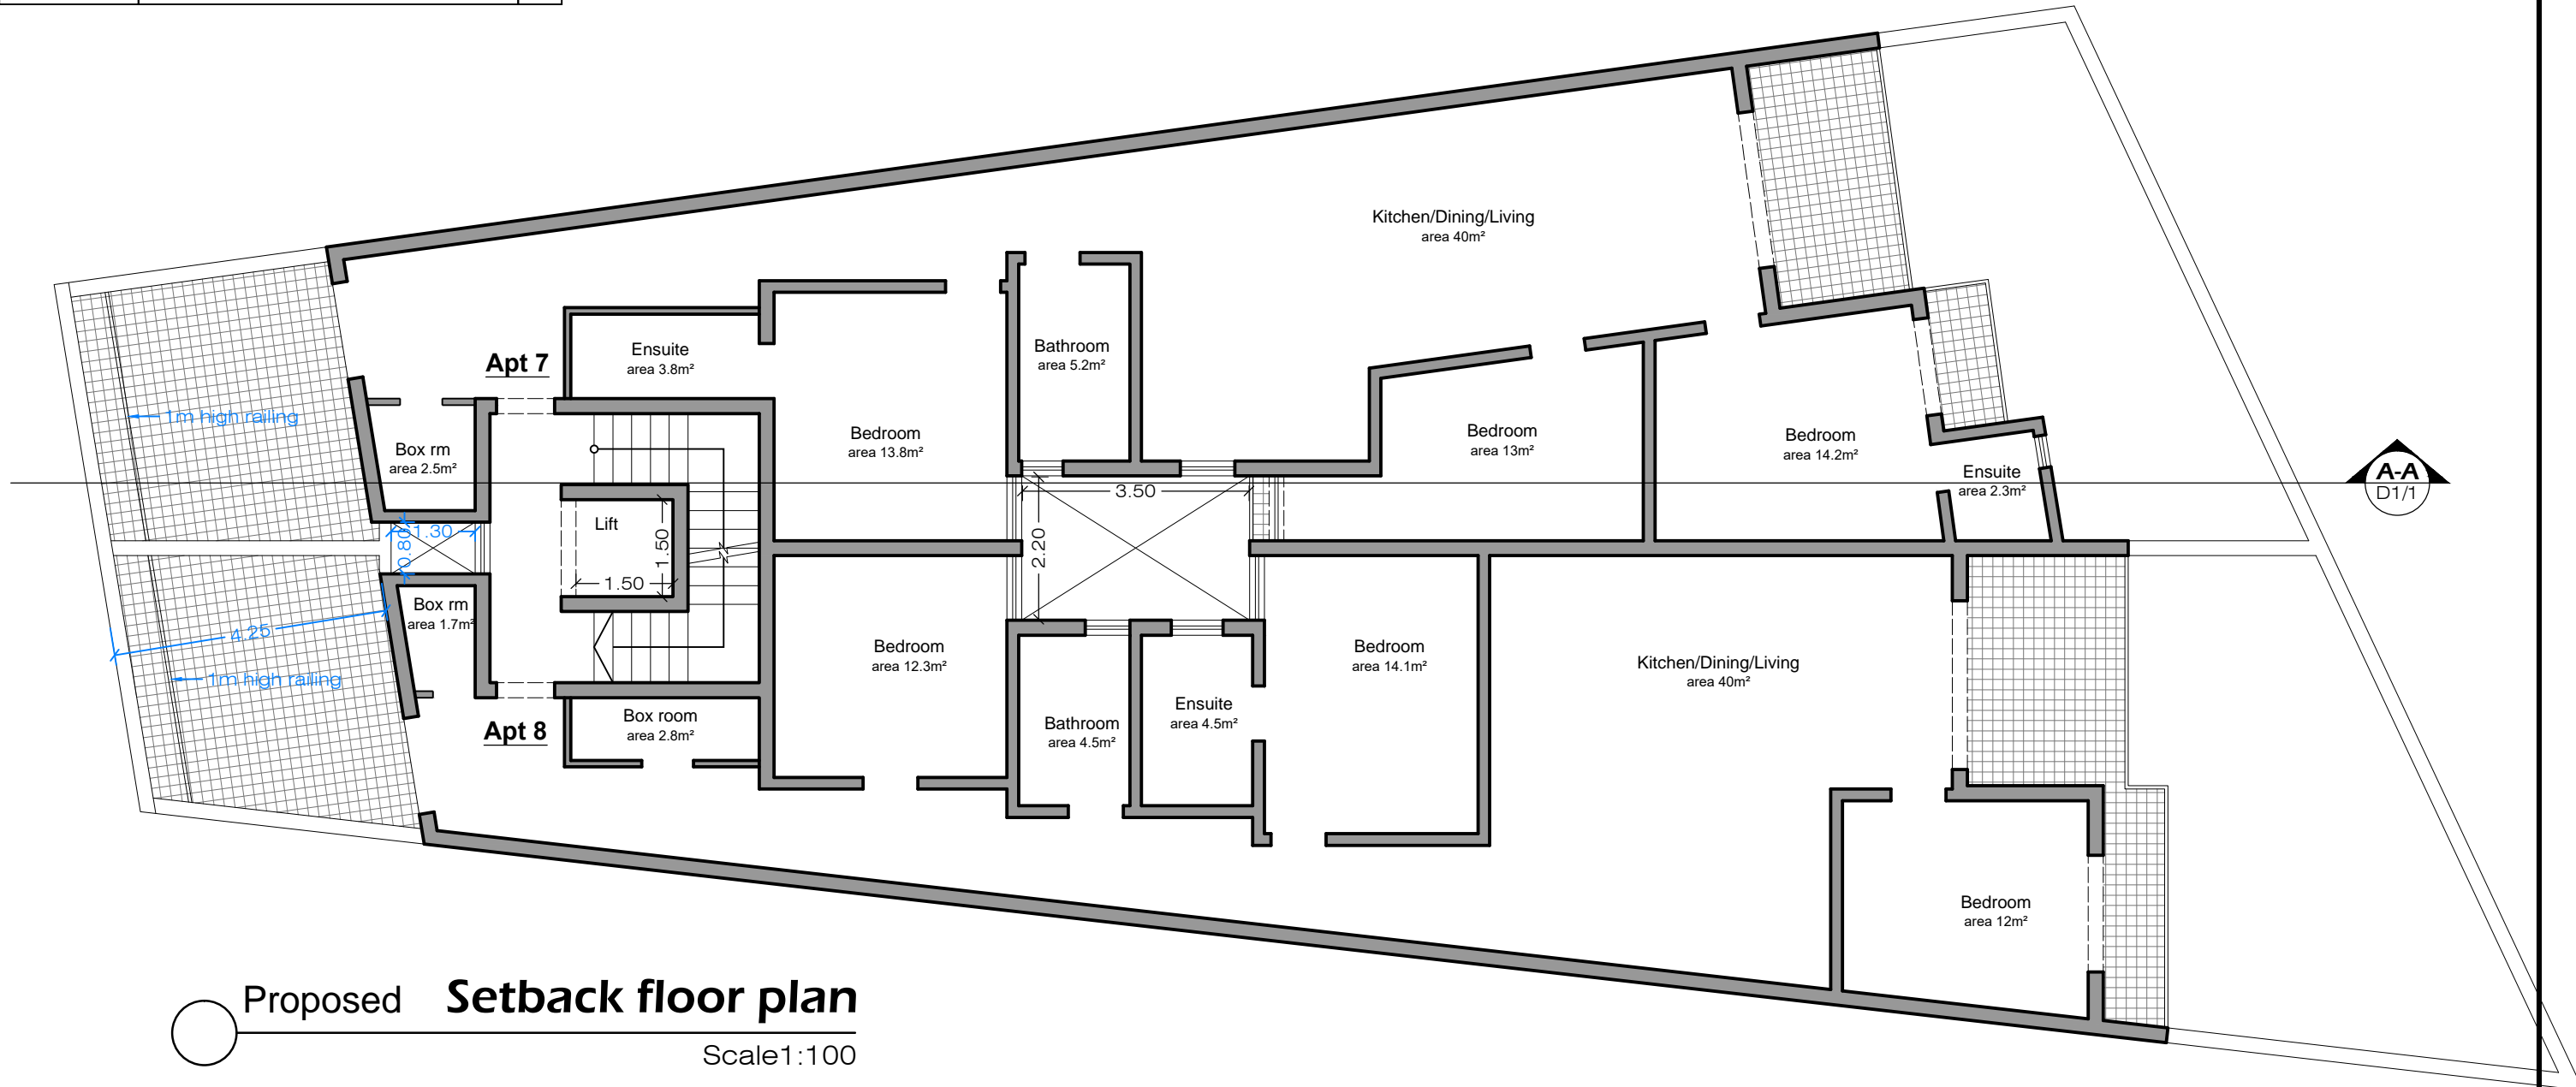 Kitchen/Dining/Living
area 40m²
Apt 7
Ensuite
area 3.8m²
Bathroom
area 5.2m²
1m high railing
Box rm
area 2.5m²
Bedroom
area 13.8m²
Bedroom
area 13m²
Bedroom
area 14.2m²
Ensuite
area 2.3m²
A-A
D1/1
3.50
2.20
Lift
1.50
1.50
1.30
0.80
Box rm
area 1.7m²
4.25
1m high railing
Bedroom
area 12.3m²
Bedroom
area 14.1m²
Kitchen/Dining/Living
area 40m²
Apt 8
Box room
area 2.8m²
Bathroom
area 4.5m²
Ensuite
area 4.5m²
Bedroom
area 12m²
Proposed Setback floor plan
Scale1:100